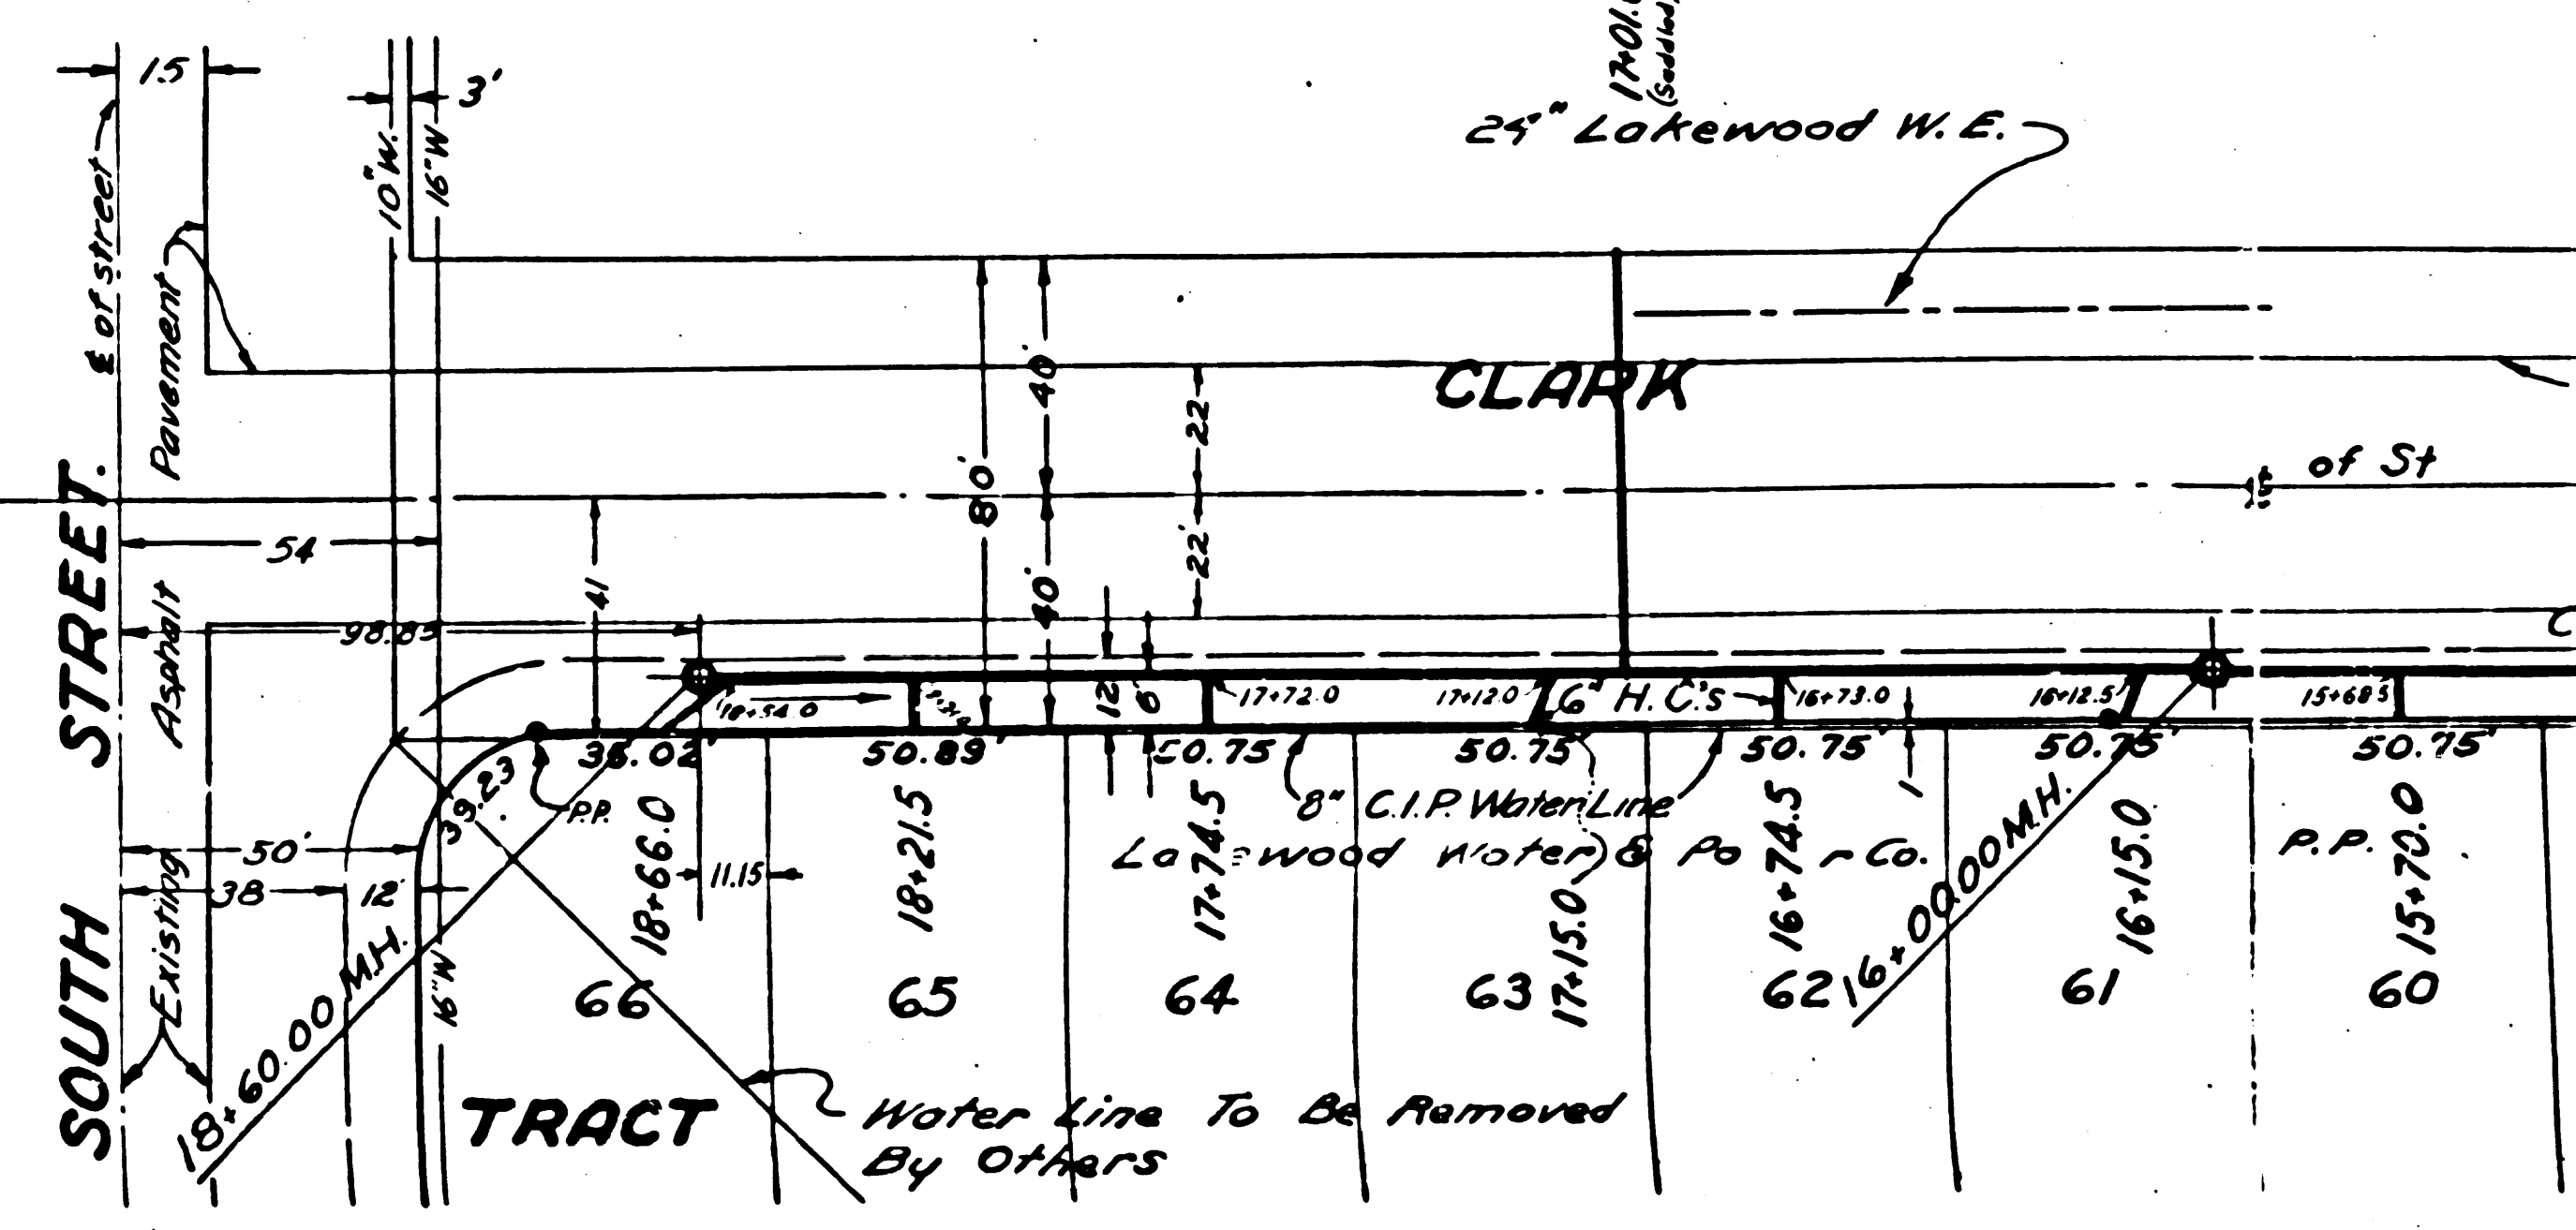 15
3'
10"W.
16"W
℄ of street
Pavement
17+01.
24" Lakewood W. E.
CLARK
40'
80'
22
22'
40'
of St
54
41
98.85
STREET.
Asphalt
12
6'
18+54.0
17+72.0
17+12.0
6" H.C.'s
16+73.0
16+12.5
15+68.5
36.02'
50.89'
50.75'
50.75'
50.75'
50.75'
50.75'
39.23
P.P.
8" C.I.P. Water Line
Lakewood Water & Po r Co.
1
P.P.
50'
38
12'
11.15
18+66.0
18+21.5
17+74.5
17+15.0
16+74.5
16+15.0
15+70.0
16+00.00 M.H.
18+60.00 M.H.
16"W
SOUTH
Existing
66
65
64
63
62
61
60
TRACT
Water Line To Be Removed
By Others